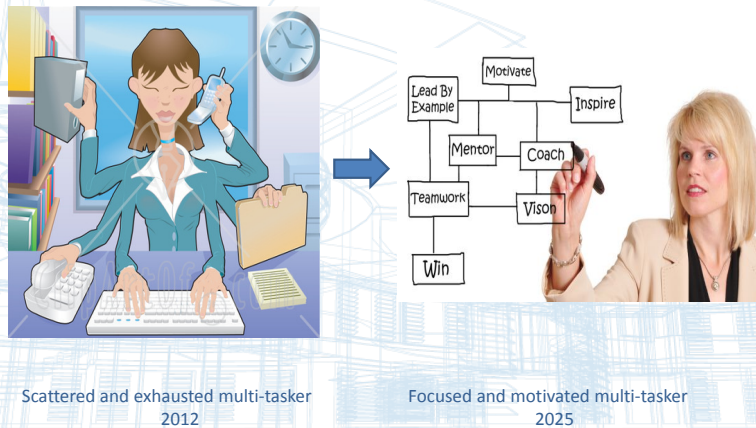 Motivate
Lead By
Example
Inspire
Mentor
Coach
Teamwork
Vison
Win
Scattered and exhausted multi-tasker
2012
Focused and motivated multi-tasker
2025